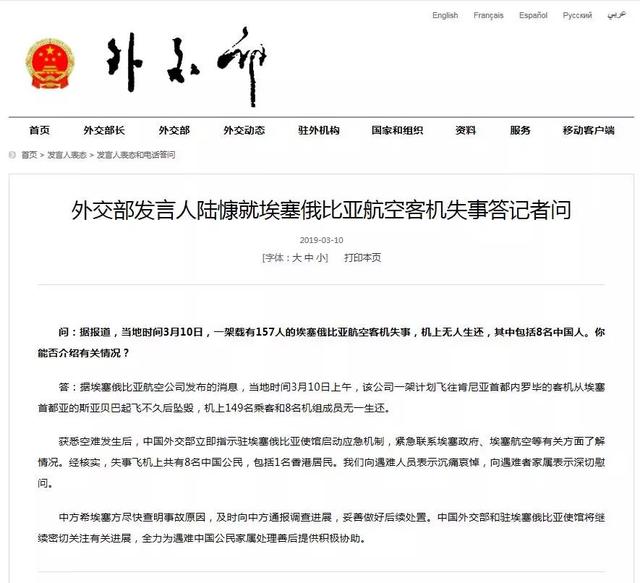 English Français Español Русский عربي
外交部
首页 外交部长 外交部 外交动态 驻外机构 国家和组织 资料 服务 移动客户端
首页 > 发言人表态 > 发言人表态和电话答问
外交部发言人陆慷就埃塞俄比亚航空客机失事答记者问
2019-03-10
[字体：大 中 小] 打印本页
问：据报道，当地时间3月10日，一架载有157人的埃塞俄比亚航空客机失事，机上无人生还，其中包括8名中国人。你
能否介绍有关情况？
答：据埃塞俄比亚航空公司发布的消息，当地时间3月10日上午，该公司一架计划飞往肯尼亚首都内罗毕的客机从埃塞
首都亚的斯亚贝巴起飞不久后坠毁，机上149名乘客和8名机组成员无一生还。
获悉空难发生后，中国外交部立即指示驻埃塞俄比亚使馆启动应急机制，紧急联系埃塞政府、埃塞航空等有关方面了解
情况。经核实，失事飞机上共有8名中国公民，包括1名香港居民。我们向遇难人员表示沉痛哀悼，向遇难者家属表示深切慰
问。
中方希埃塞方尽快查明事故原因，及时向中方通报调查进展，妥善做好后续处置。中国外交部和驻埃塞俄比亚使馆将继
续密切关注有关进展，全力为遇难中国公民家属处理善后提供积极协助。